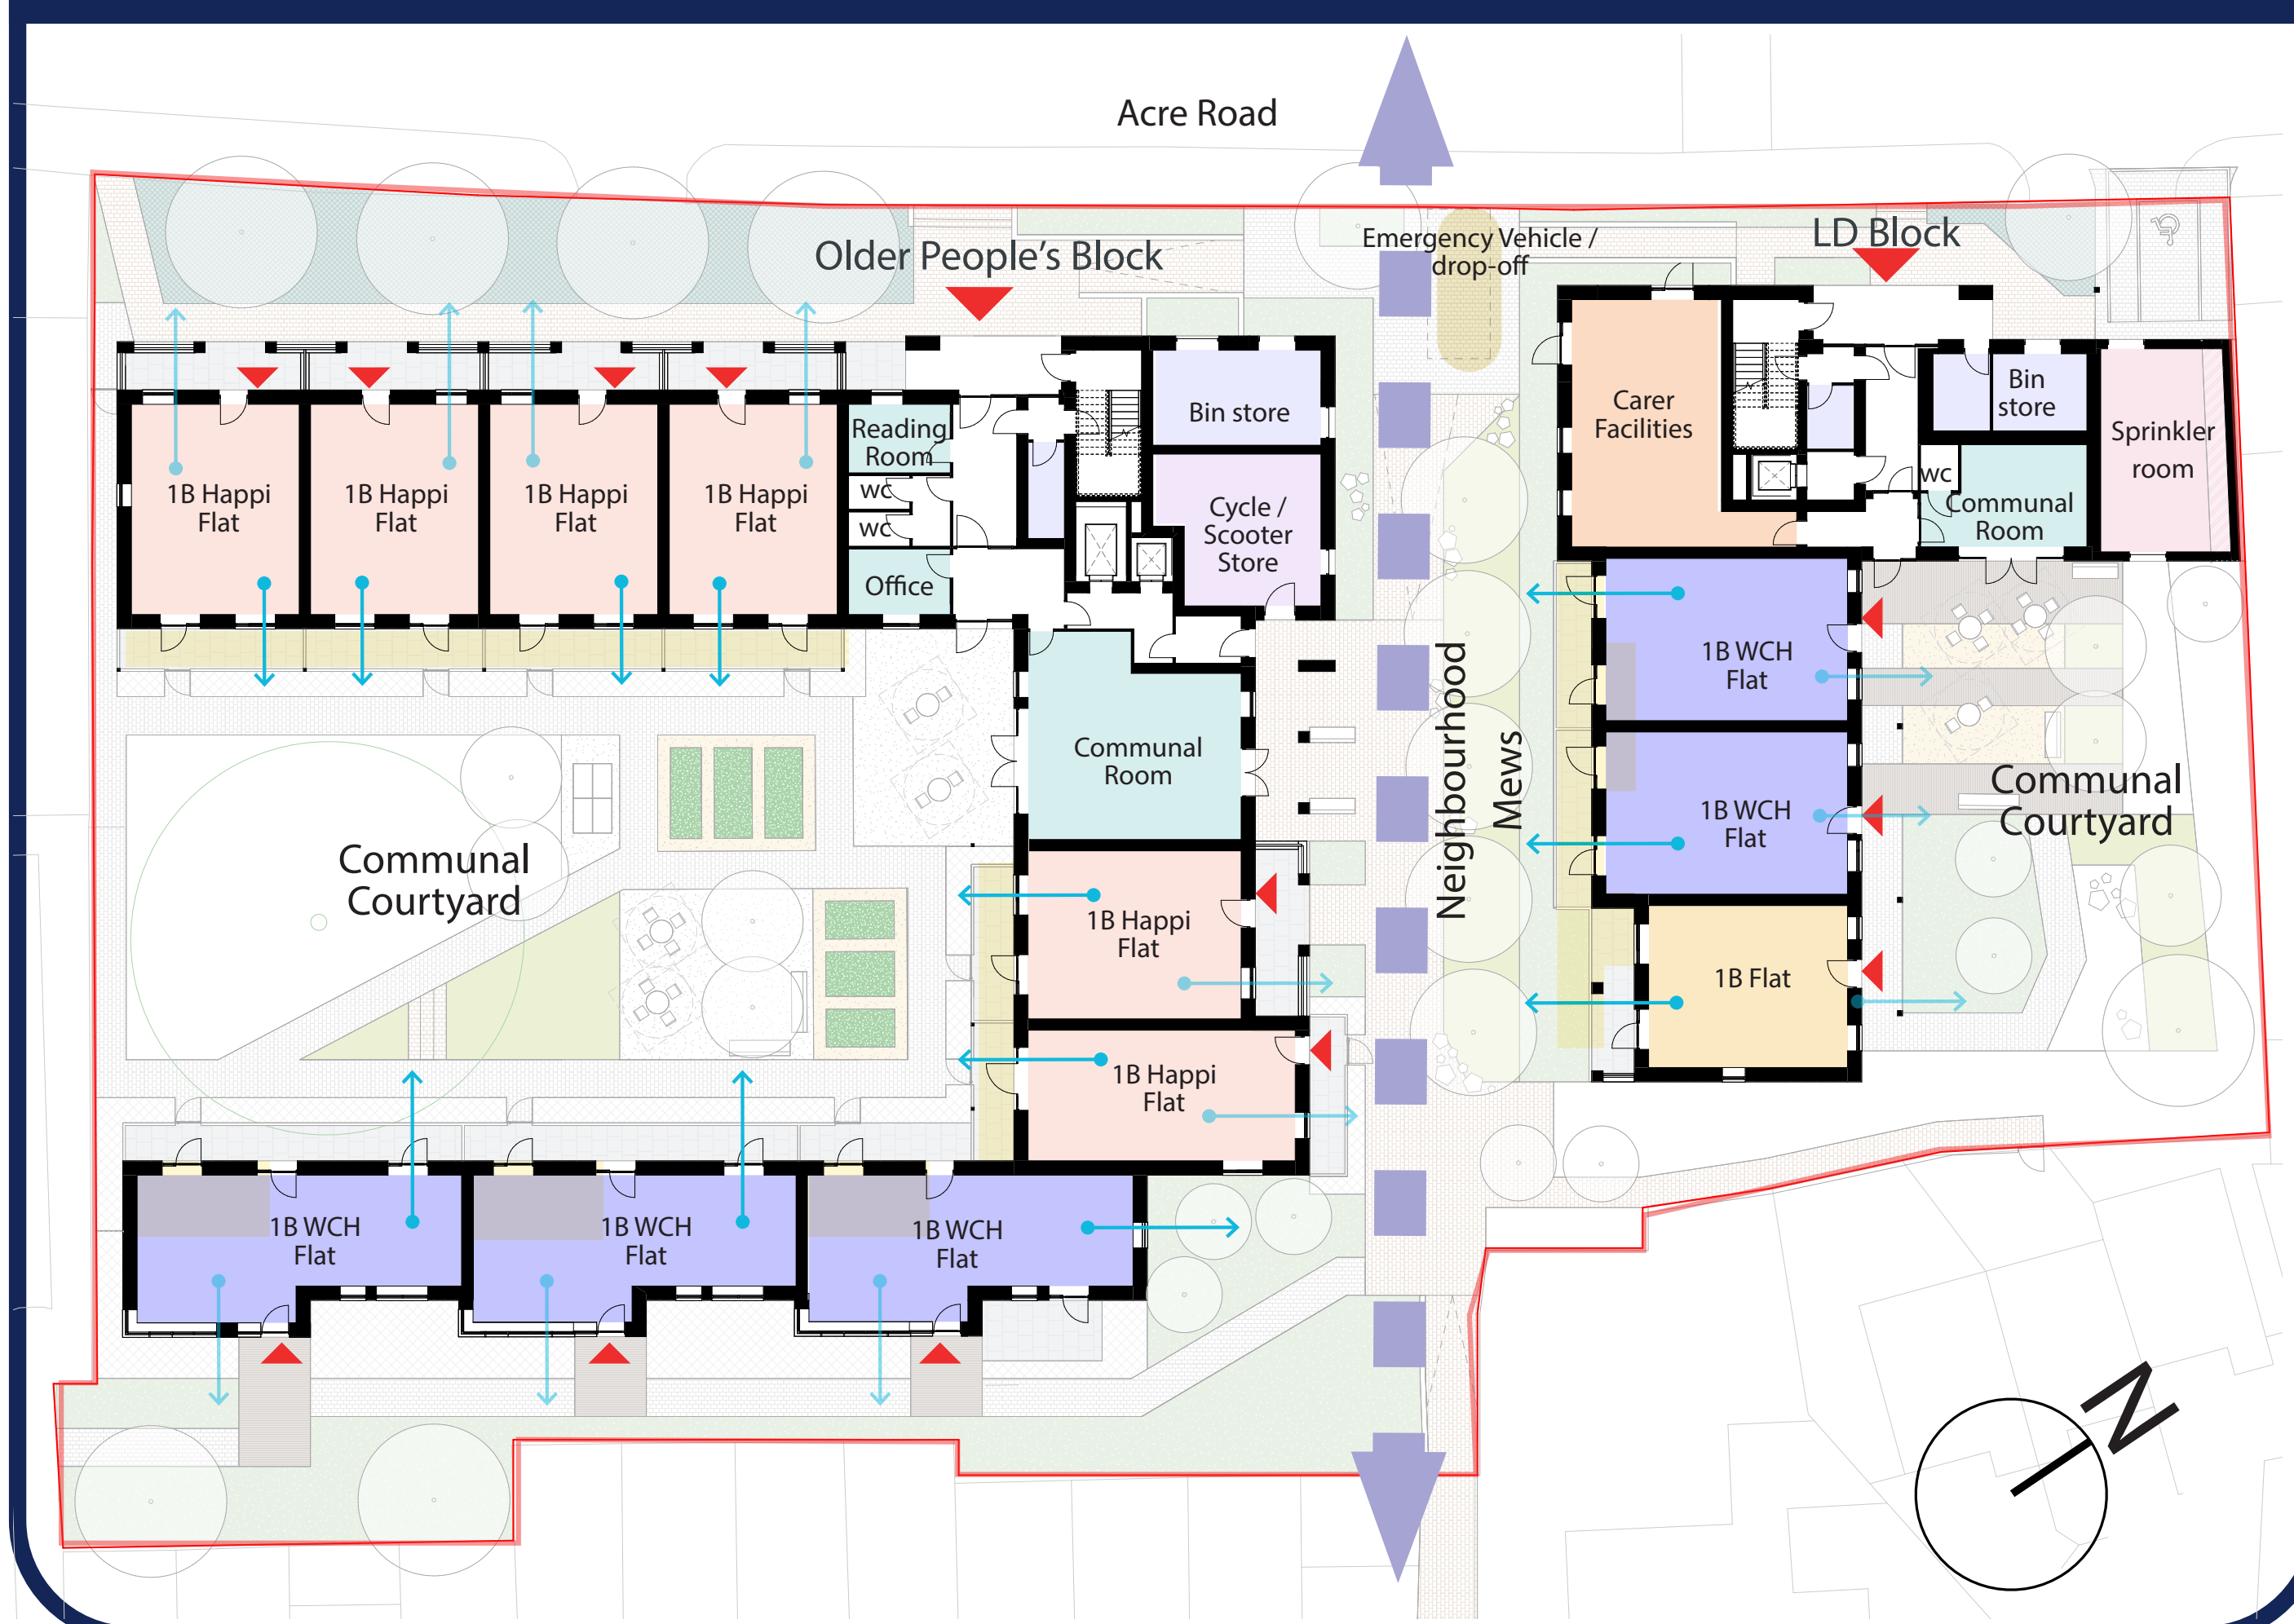 Acre Road
Older People's Block
Emergency Vehicle /
drop-off
LD Block
Reading
Room
wc
wc
Office
Bin store
Cycle /
Scooter
Store
Carer
Facilities
Bin
store
Sprinkler
room
wc
Communal
Room
1B Happi
Flat
1B Happi
Flat
1B Happi
Flat
1B Happi
Flat
Communal
Room
Neighbourhood
Mews
1B WCH
Flat
1B WCH
Flat
1B Flat
Communal
Courtyard
Communal
Courtyard
1B Happi
Flat
1B Happi
Flat
1B WCH
Flat
1B WCH
Flat
1B WCH
Flat
N